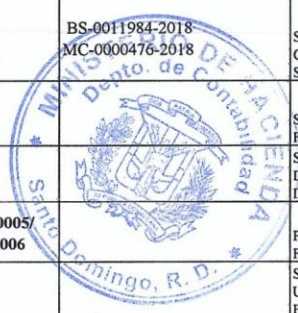 BS-0011984-2018
MC-0000476-2018
MINISTERIO DE HACIENDA
Depto. de Contabilidad
0005/
006
Santo Domingo, R. D.